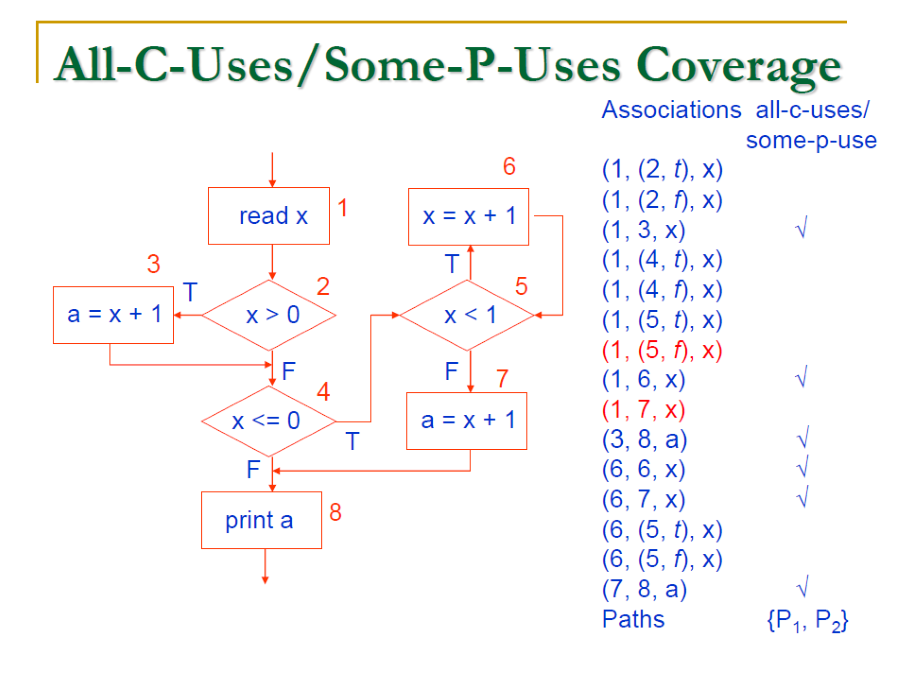 All-C-Uses/Some-P-Uses Coverage
Associations all-c-uses/
some-p-use
6
(1, (2, t), x)
(1, (2, f), x)
read x 1
x = x + 1
(1, 3, x) √
3
T
(1, (4, t), x)
T
2
5
(1, (4, f), x)
a = x + 1
x > 0
x < 1
(1, (5, t), x)
(1, (5, f), x)
F
F
7
(1, 6, x) √
4
(1, 7, x)
x <= 0
a = x + 1
(3, 8, a) √
T
F
(6, 6, x) √
(6, 7, x) √
print a 8
(6, (5, t), x)
(6, (5, f), x)
(7, 8, a) √
Paths {P1, P2}